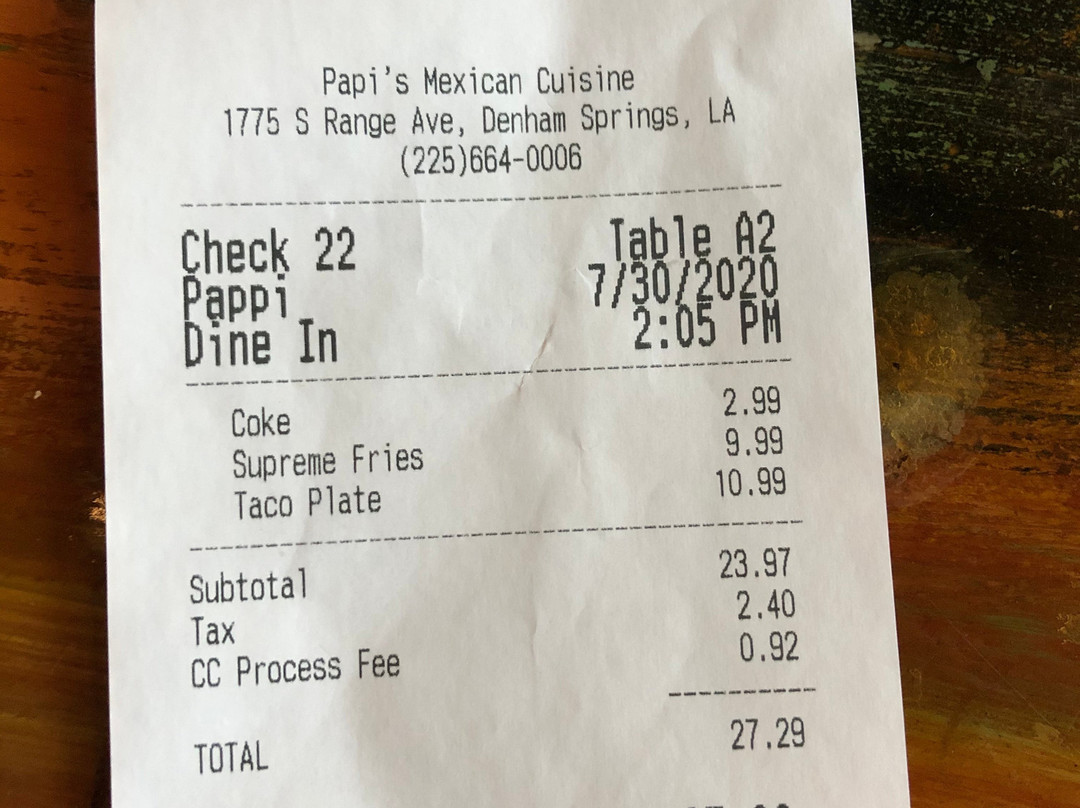 Papi's Mexican Cuisine
1775 S Range Ave, Denham Springs, LA
(225)664-0006
Check 22 Table A2
Pappi 7/30/2020
Dine In 2:05 PM
Coke 2.99
Supreme Fries 9.99
Taco Plate 10.99
Subtotal 23.97
Tax 2.40
CC Process Fee 0.92
TOTAL 27.29